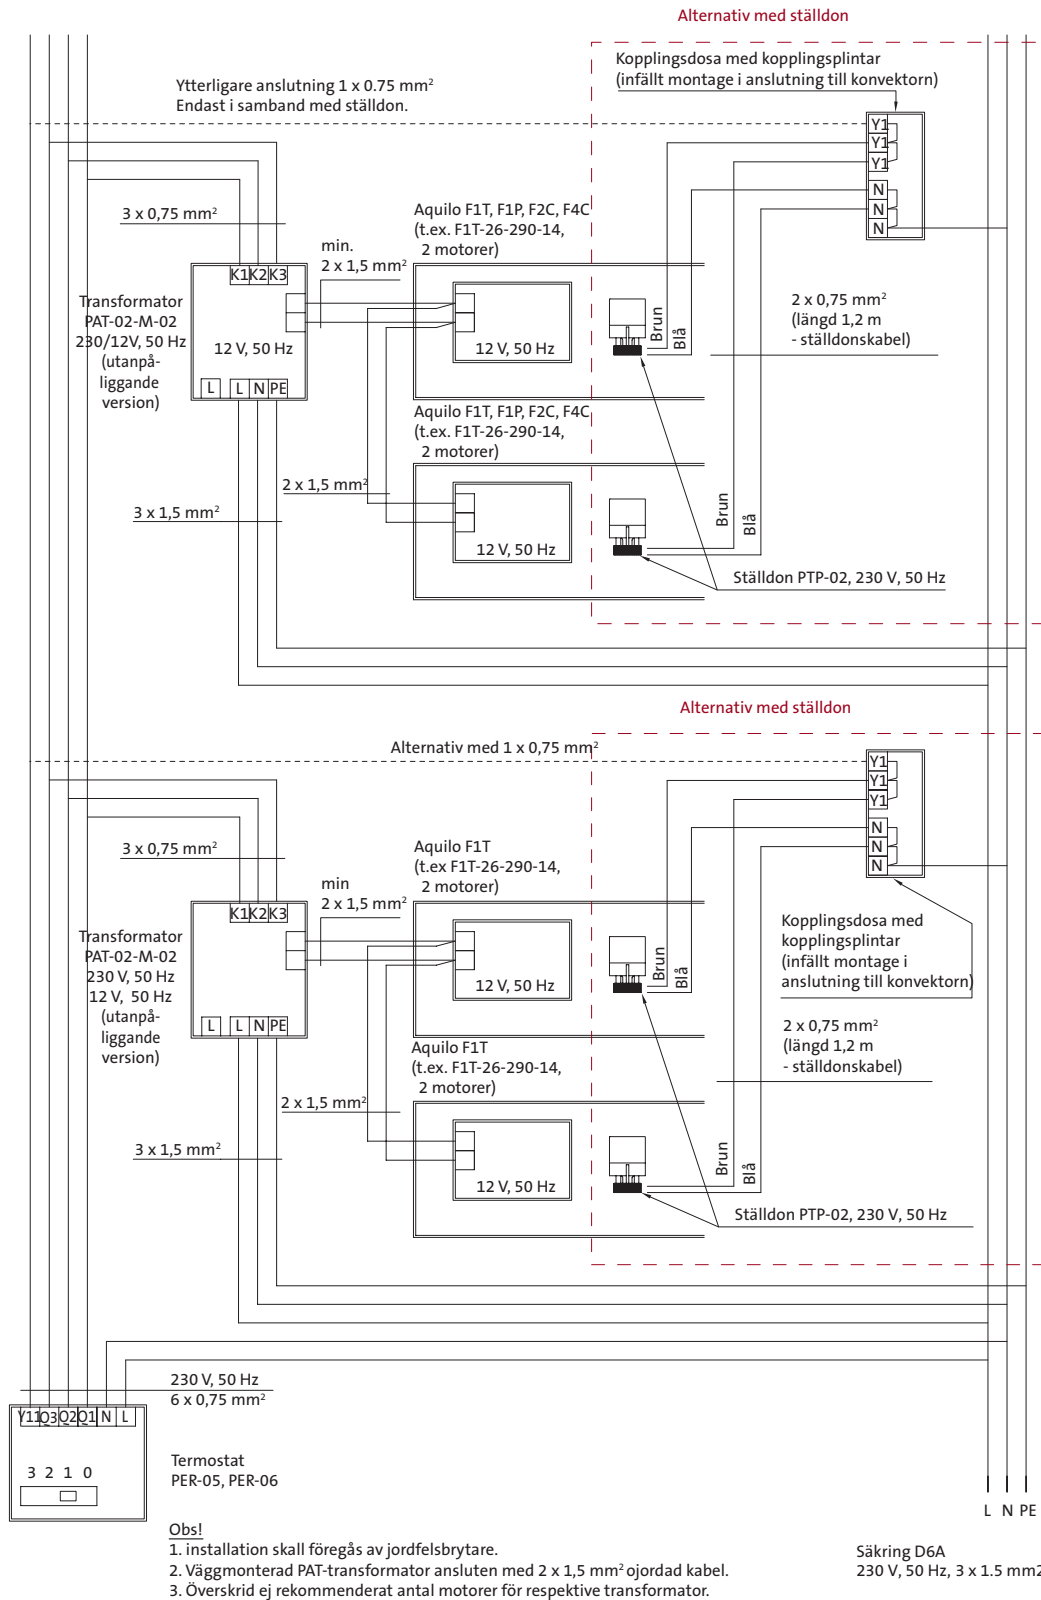 Alternativ med ställdon
Kopplingsdosa med kopplingsplintar
(infällt montage i anslutning till konvektorn)
Ytterligare anslutning 1 x 0.75 mm²
Endast i samband med ställdon.
Y1
Y1
Y1
N
N
N
3 x 0,75 mm²
min.
2 x 1,5 mm²
Aquilo F1T, F1P, F2C, F4C
(t.ex. F1T-26-290-14,
2 motorer)
K1 K2 K3
Transformator
PAT-02-M-02
230/12V, 50 Hz
(utanpå-
liggande
version)
12 V, 50 Hz
L L N PE
12 V, 50 Hz
Brun
Blå
2 x 0,75 mm²
(längd 1,2 m
- ställdonskabel)
Aquilo F1T, F1P, F2C, F4C
(t.ex. F1T-26-290-14,
2 motorer)
2 x 1,5 mm²
3 x 1,5 mm²
12 V, 50 Hz
Brun
Blå
Ställdon PTP-02, 230 V, 50 Hz
Alternativ med ställdon
Alternativ med 1 x 0,75 mm²
Y1
Y1
Y1
N
N
N
3 x 0,75 mm²
min
2 x 1,5 mm²
Aquilo F1T
(t.ex F1T-26-290-14,
2 motorer)
K1 K2 K3
Transformator
PAT-02-M-02
230 V, 50 Hz
12 V, 50 Hz
(utanpå-
liggande
version)
L L N PE
12 V, 50 Hz
Brun
Blå
Kopplingsdosa med
kopplingsplintar
(infällt montage i
anslutning till konvektorn)
2 x 0,75 mm²
(längd 1,2 m
- ställdonskabel)
Aquilo F1T
(t.ex. F1T-26-290-14,
2 motorer)
2 x 1,5 mm²
3 x 1,5 mm²
12 V, 50 Hz
Brun
Blå
Ställdon PTP-02, 230 V, 50 Hz
230 V, 50 Hz
6 x 0,75 mm²
Y11 Q3 Q2 Q1 N L
3 2 1 0
Termostat
PER-05, PER-06
L N PE
Obs!
1. installation skall föregås av jordfelsbrytare.
2. Väggmonterad PAT-transformator ansluten med 2 x 1,5 mm² ojordad kabel.
3. Överskrid ej rekommenderat antal motorer för respektive transformator.
Säkring D6A
230 V, 50 Hz, 3 x 1.5 mm2